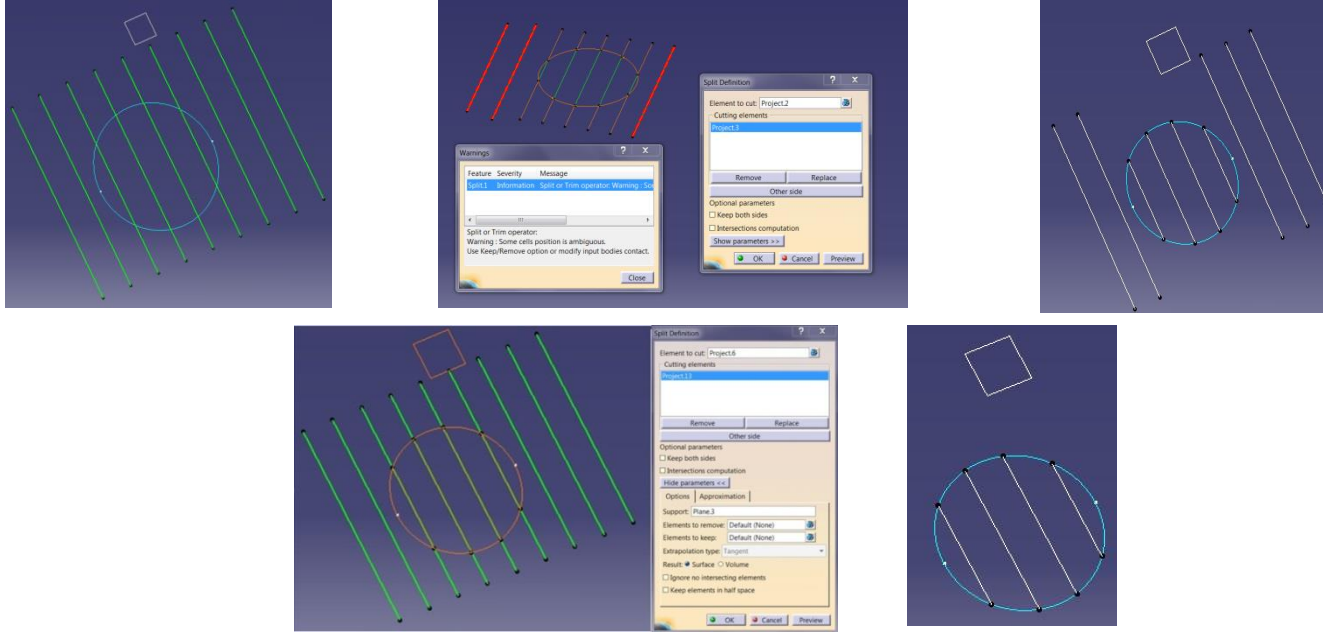 Split Definition
? x
Element to cut: Project.2
Cutting elements
Project.3
Remove Replace
Other side
Optional parameters
Keep both sides
Intersections computation
Show parameters >>
OK Cancel Preview
Warnings
? x
Feature Severity Message
Split.1 Information Split or Trim operator: Warning : So
Split or Trim operator:
Warning : Some cells position is ambiguous.
Use Keep/Remove option or modify input bodies contact.
Close
Split Definition
? x
Element to cut: Project.6
Cutting elements
Project.13
Remove Replace
Other side
Optional parameters
Keep both sides
Intersections computation
Hide parameters <<
Options Approximation
Support: Plane.3
Elements to remove: Default (None)
Elements to keep: Default (None)
Extrapolation type: Tangent
Result: Surface Volume
Ignore no intersecting elements
Keep elements in half space
OK Cancel Preview